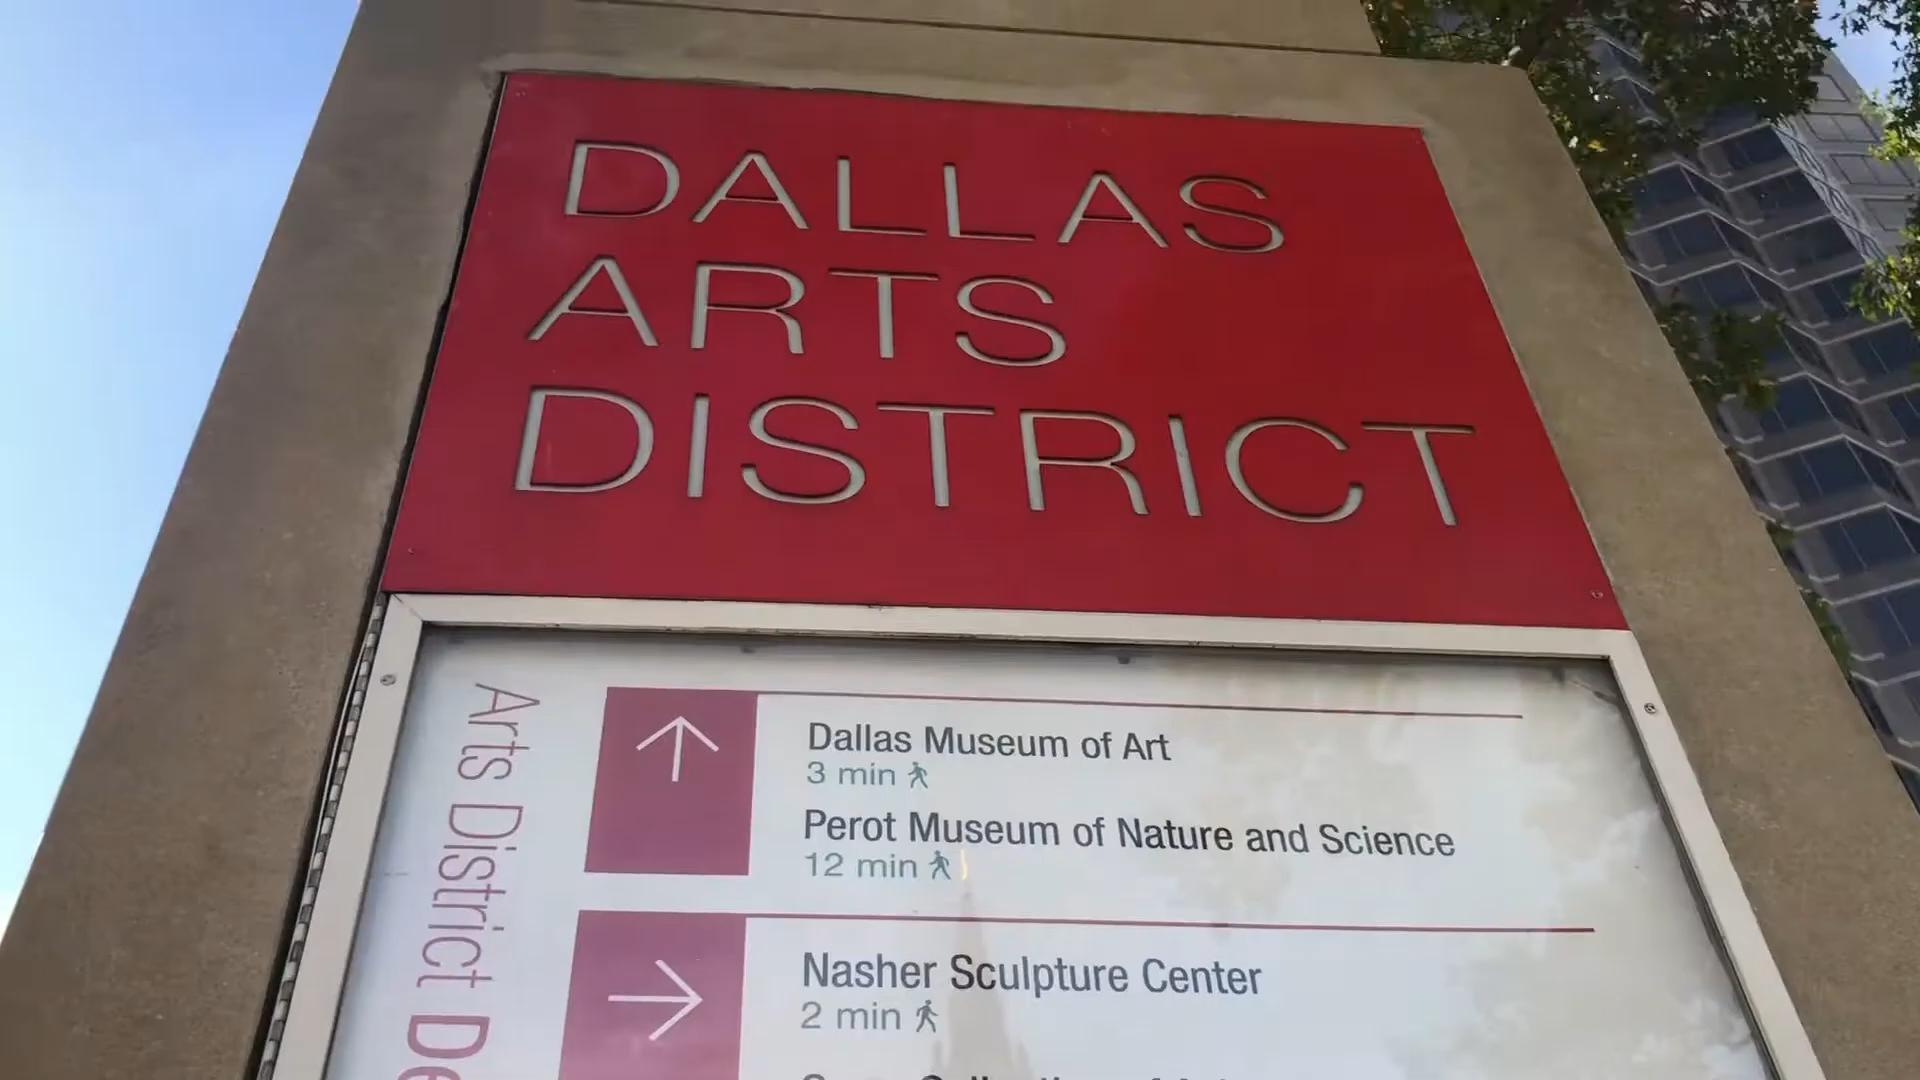 DALLAS
ARTS
DISTRICT
Arts District
Dallas Museum of Art
3 min
Perot Museum of Nature and Science
12 min
Nasher Sculpture Center
2 min